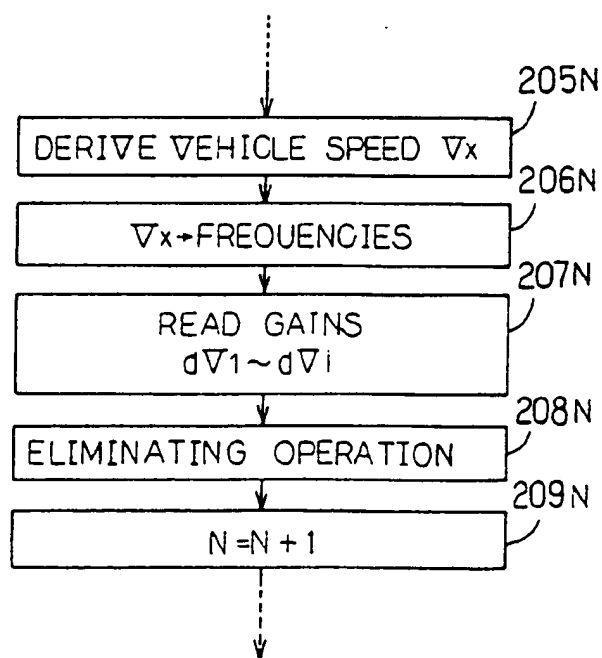 205N
DERIVE VEHICLE SPEED Vx
206N
Vx→FREQUENCIES
207N
READ GAINS
dV1~dVi
208N
ELIMINATING OPERATION
209N
N=N+1